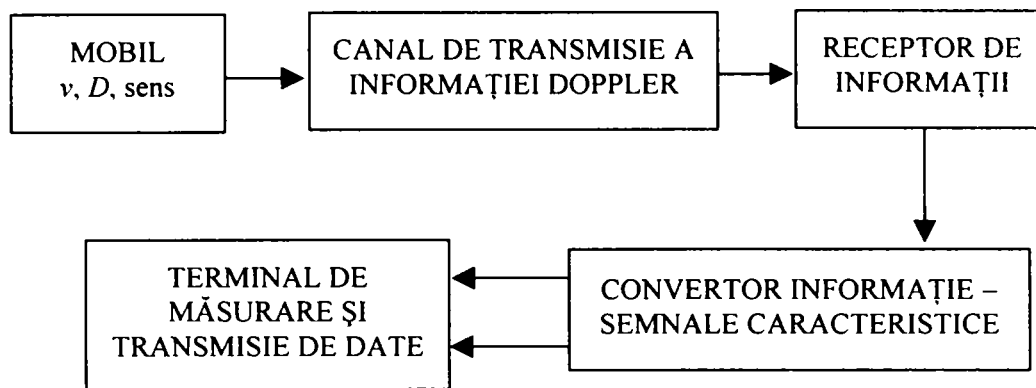 MOBIL
v, D, sens
CANAL DE TRANSMISIE A
INFORMAȚIEI DOPPLER
RECEPTOR DE
INFORMAȚII
TERMINAL DE
MĂSURARE ŞI
TRANSMISIE DE DATE
CONVERTOR INFORMAȚIE –
SEMNALE CARACTERISTICE